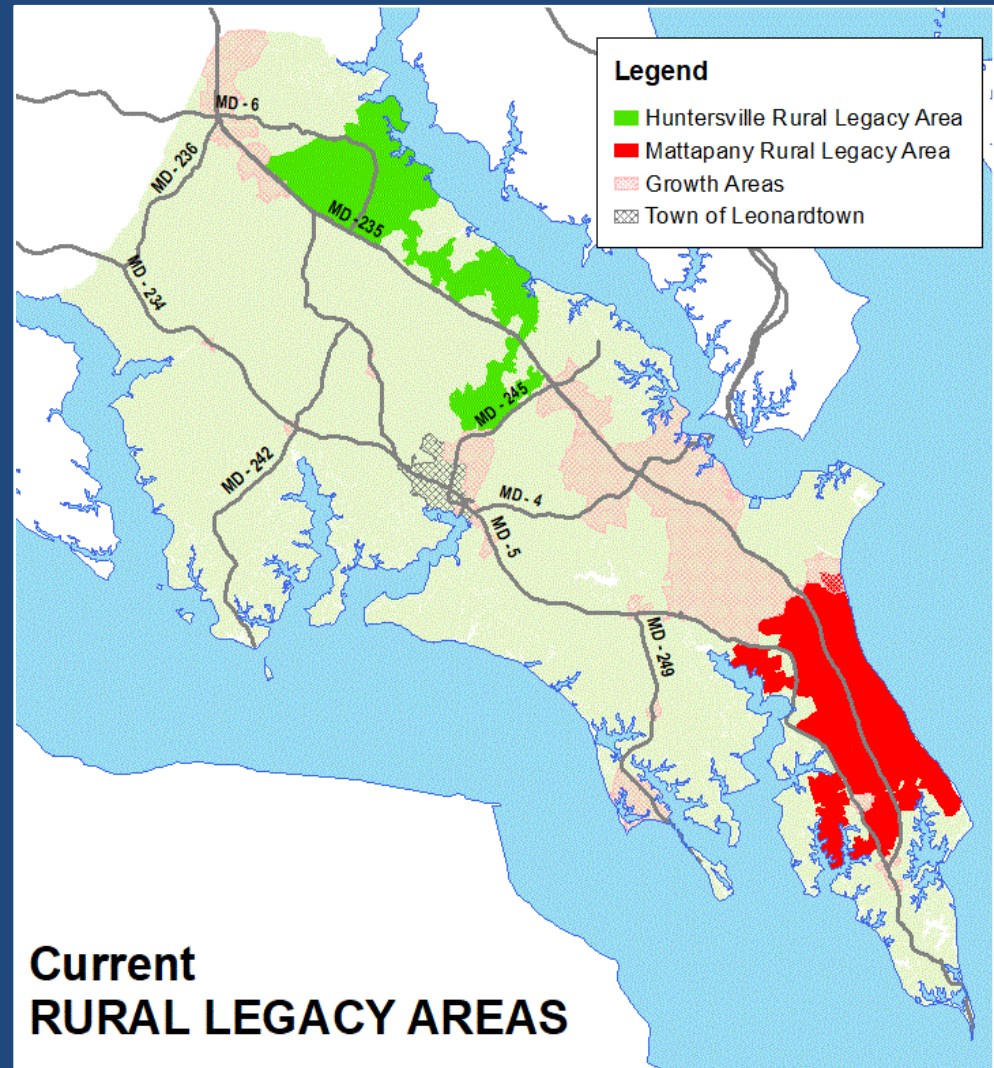 Legend
Huntersville Rural Legacy Area
Mattapany Rural Legacy Area
Growth Areas
Town of Leonardtown
MD - 6
MD - 236
MD - 235
MD - 234
MD - 245
MD - 242
MD - 4
MD - 5
MD - 249
Current
RURAL LEGACY AREAS